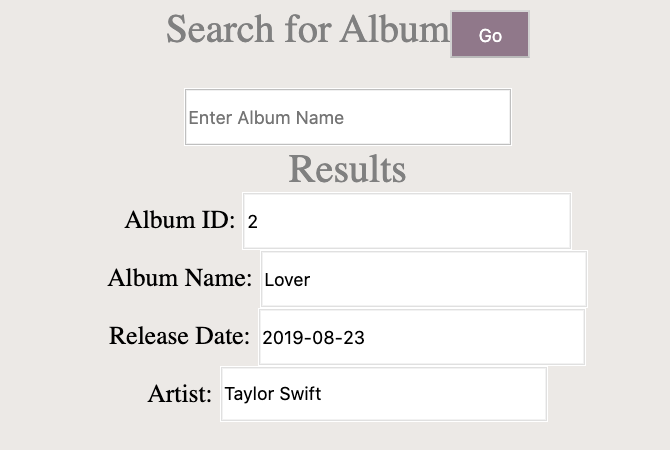 Search for Album Go
Enter Album Name
Results
Album ID: 2
Album Name: Lover
Release Date: 2019-08-23
Artist: Taylor Swift